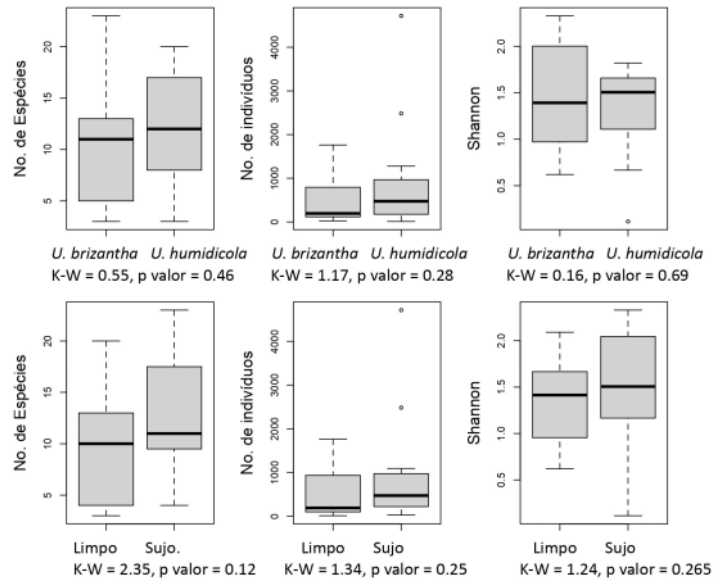 No. de Espécies
5
10
15
20
U. brizantha U. humidicola
K-W = 0.55, p valor = 0.46
No. de indivíduos
0
1000
2000
3000
4000
U. brizantha U. humidicola
K-W = 1.17, p valor = 0.28
Shannon
0.5
1.0
1.5
2.0
U. brizantha U. humidicola
K-W = 0.16, p valor = 0.69
No. de Espécies
5
10
15
20
Limpo Sujo.
K-W = 2.35, p valor = 0.12
No. de indivíduos
0
1000
2000
3000
4000
Limpo Sujo
K-W = 1.34, p valor = 0.25
Shannon
0.5
1.0
1.5
2.0
Limpo Sujo
K-W = 1.24, p valor = 0.265